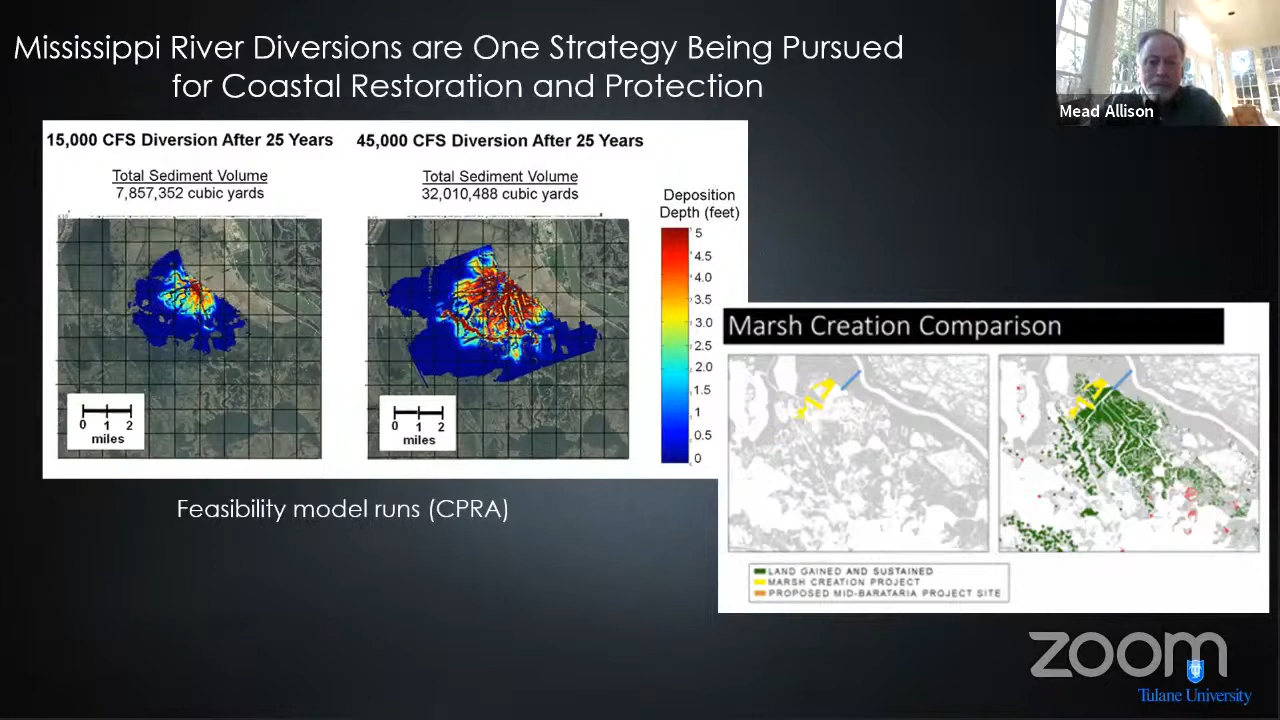 Mississippi River Diversions are One Strategy Being Pursued
for Coastal Restoration and Protection
Mead Allison
15,000 CFS Diversion After 25 Years
45,000 CFS Diversion After 25 Years
Total Sediment Volume
7,857,352 cubic yards
Total Sediment Volume
32,010,488 cubic yards
Deposition
Depth (feet)
5
4.5
4.0
3.5
3.0
2.5
2.0
1.5
1
0.5
0
0 1 2
miles
0 1 2
miles
Marsh Creation Comparison
LAND GAINED AND SUSTAINED
MARSH CREATION PROJECT
PROPOSED MID-BARATARIA PROJECT SITE
Feasibility model runs (CPRA)
zoom
Tulane University